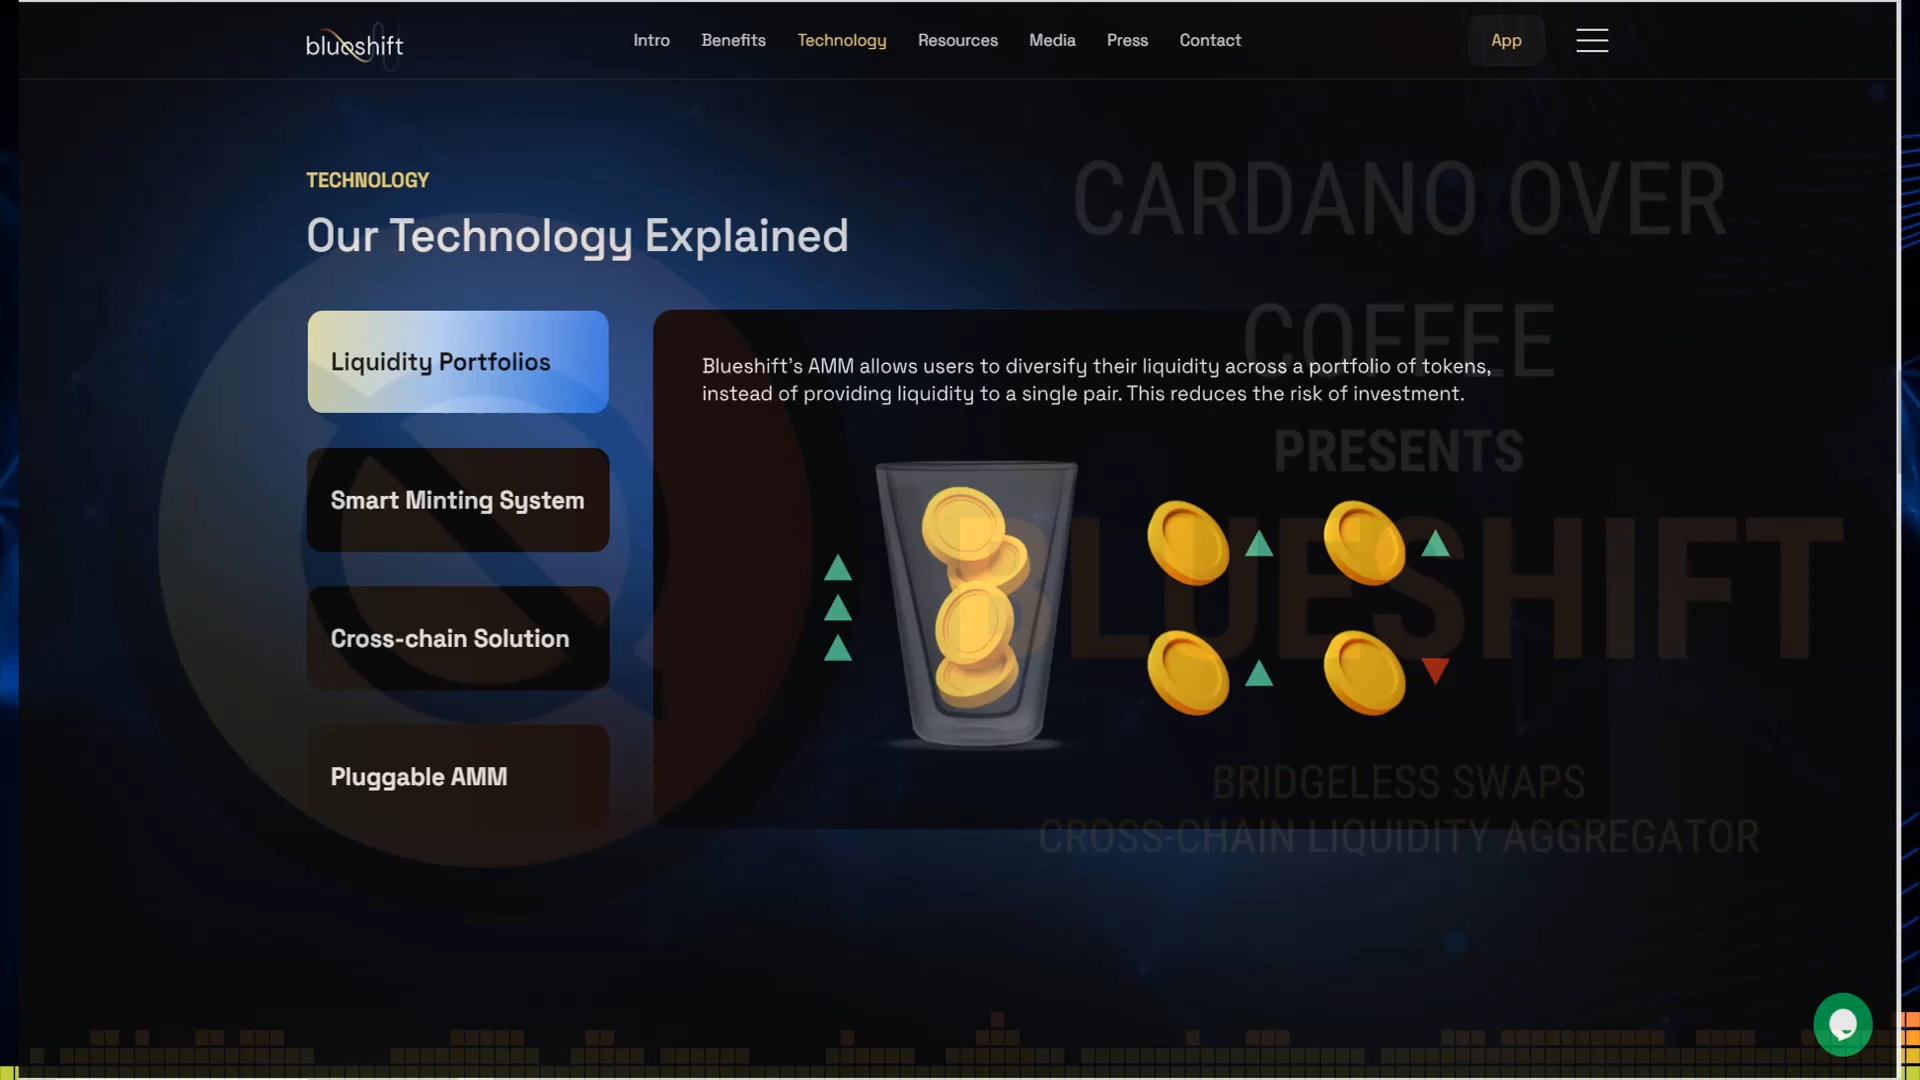 blueshift
Intro Benefits Technology Resources Media Press Contact
App
TECHNOLOGY
Our Technology Explained
Liquidity Portfolios
Smart Minting System
Cross-chain Solution
Pluggable AMM
Blueshift's AMM allows users to diversify their liquidity across a portfolio of tokens,
instead of providing liquidity to a single pair. This reduces the risk of investment.
CARDANO OVER
COFFEE
PRESENTS
BLUESHIFT
BRIDGELESS SWAPS
CROSS-CHAIN LIQUIDITY AGGREGATOR